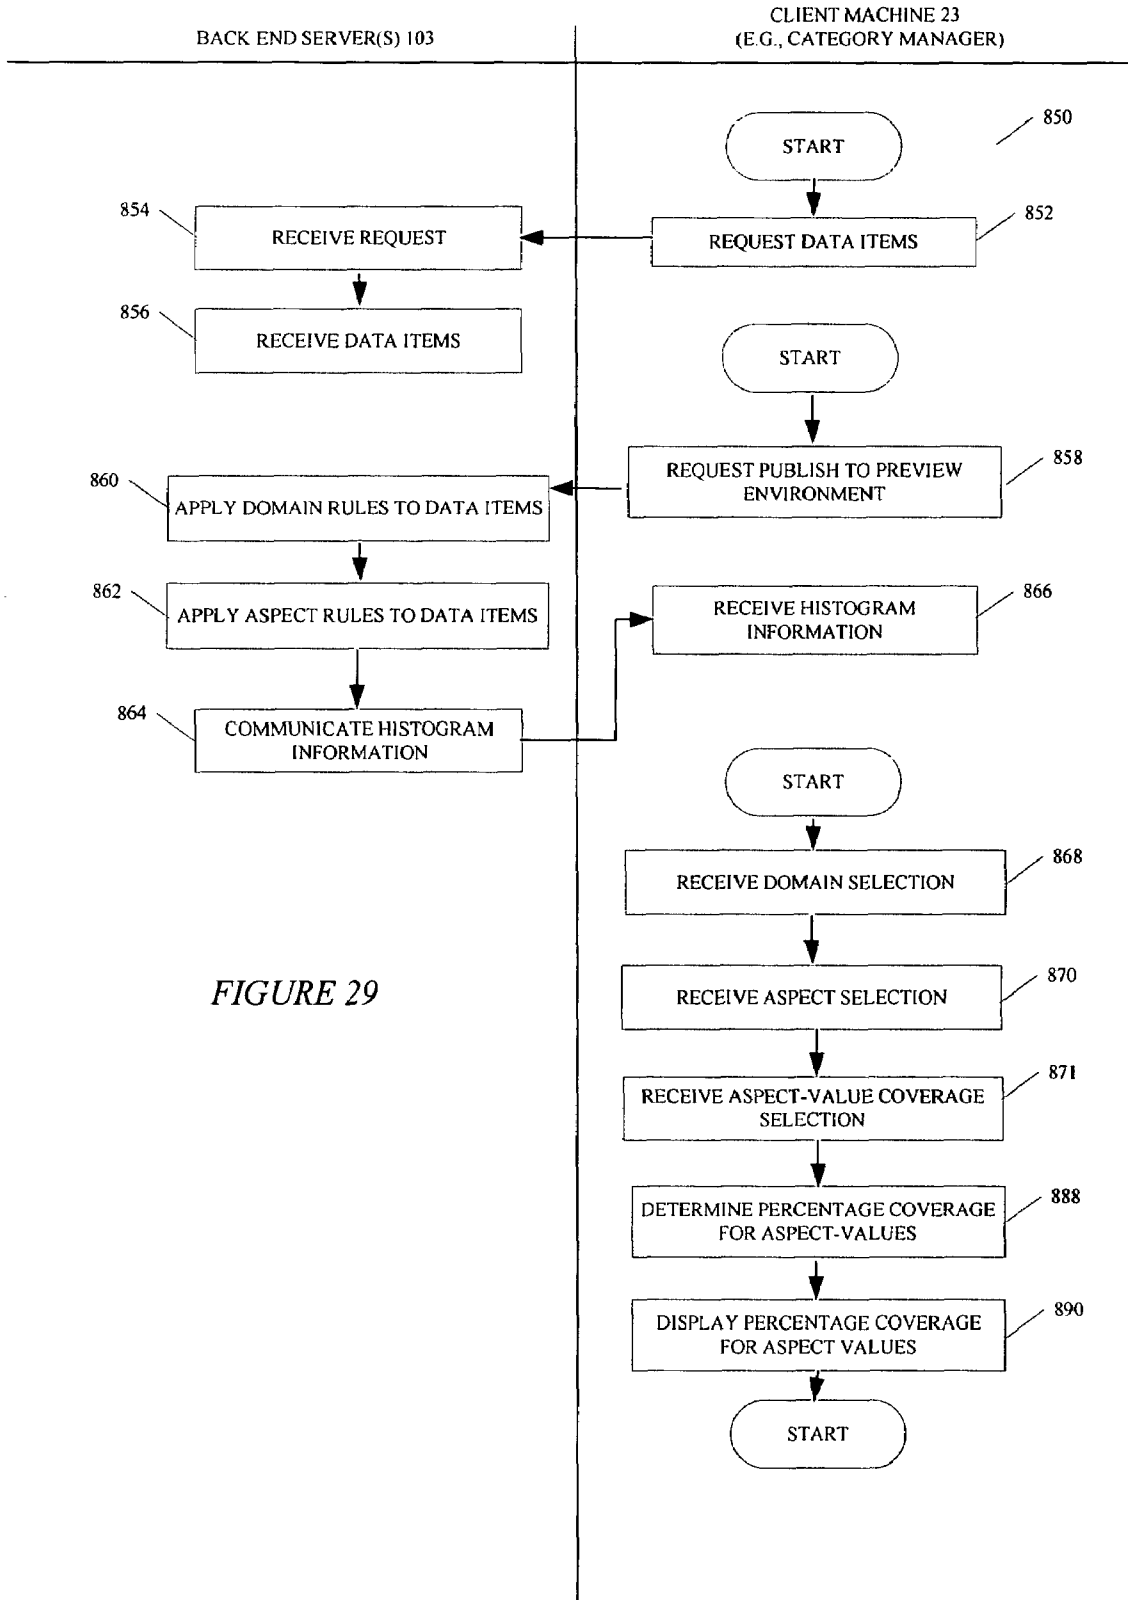 BACK END SERVER(S) 103
CLIENT MACHINE 23
(E.G., CATEGORY MANAGER)
850
START
854
RECEIVE REQUEST
852
REQUEST DATA ITEMS
856
RECEIVE DATA ITEMS
START
858
REQUEST PUBLISH TO PREVIEW
ENVIRONMENT
860
APPLY DOMAIN RULES TO DATA ITEMS
862
APPLY ASPECT RULES TO DATA ITEMS
866
RECEIVE HISTOGRAM
INFORMATION
864
COMMUNICATE HISTOGRAM
INFORMATION
START
868
RECEIVE DOMAIN SELECTION
FIGURE 29
870
RECEIVE ASPECT SELECTION
871
RECEIVE ASPECT-VALUE COVERAGE
SELECTION
888
DETERMINE PERCENTAGE COVERAGE
FOR ASPECT-VALUES
890
DISPLAY PERCENTAGE COVERAGE
FOR ASPECT VALUES
START